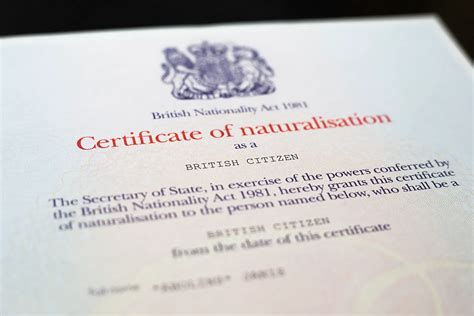 British Nationality Act 1981
Certificate of naturalisation
as a
BRITISH CITIZEN
The Secretary of State, in exercise of the powers conferred by
the British Nationality Act 1981, hereby grants this certificate
of naturalisation to the person named below, who shall be a
BRITISH CITIZEN
from the date of this certificate